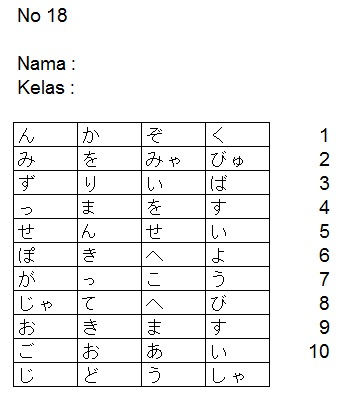 No 18
Nama :
Kelas :
ん か ぞ く 1
み を みゃ びゅ 2
ず り い ば 3
っ ま を す 4
せ ん せ い 5
ぽ き へ よ 6
が っ こ う 7
じゃ て へ び 8
お き ま す 9
ご お あ い 10
じ ど う しゃ